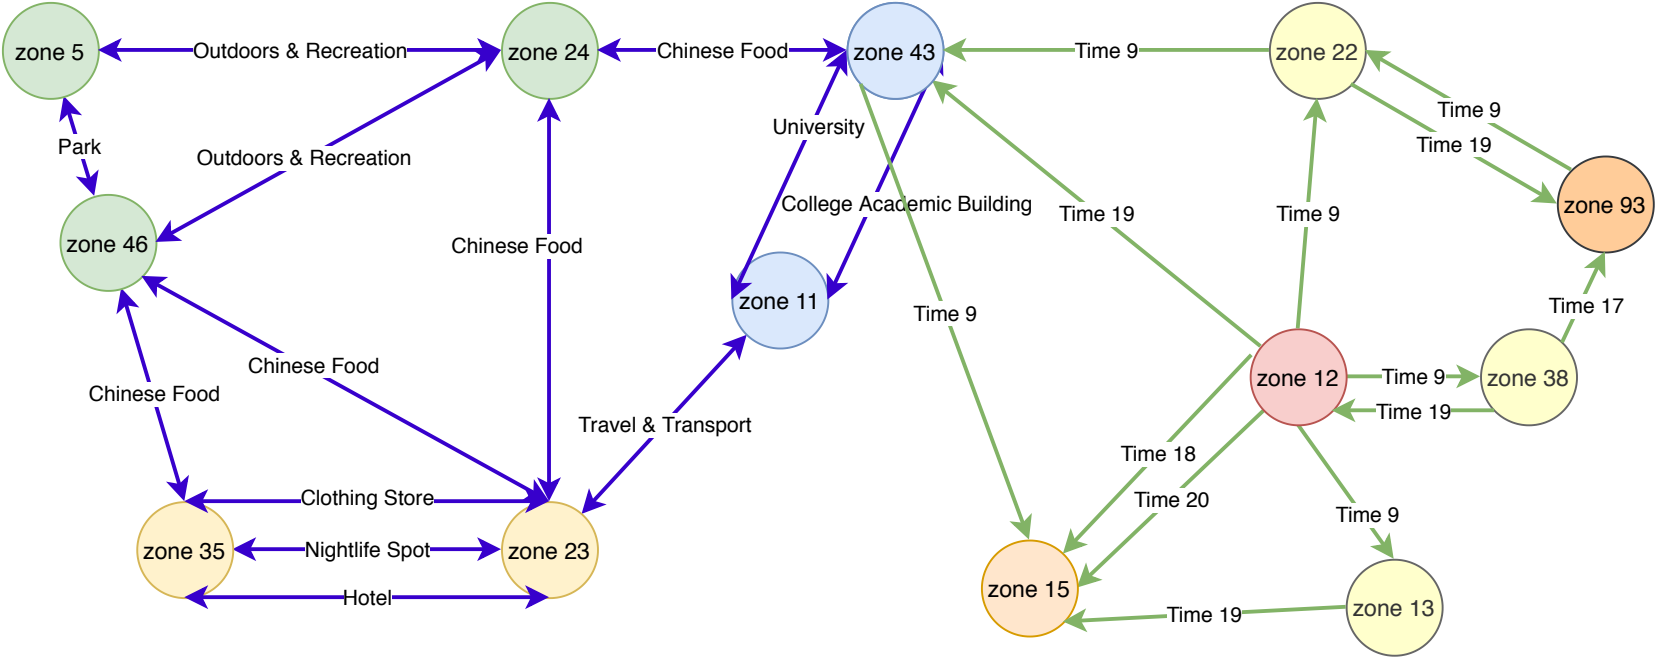 zone 5
Outdoors & Recreation
zone 24
Chinese Food
zone 43
Time 9
zone 22
Time 9
University
Time 19
Park
Outdoors & Recreation
College Academic Building
Time 19
Time 9
zone 93
zone 46
Chinese Food
zone 11
Time 9
Time 17
Chinese Food
Chinese Food
zone 12
Time 9
zone 38
Time 19
Travel & Transport
Time 18
Clothing Store
Time 20
Time 9
zone 35
Nightlife Spot
zone 23
Hotel
zone 15
Time 19
zone 13